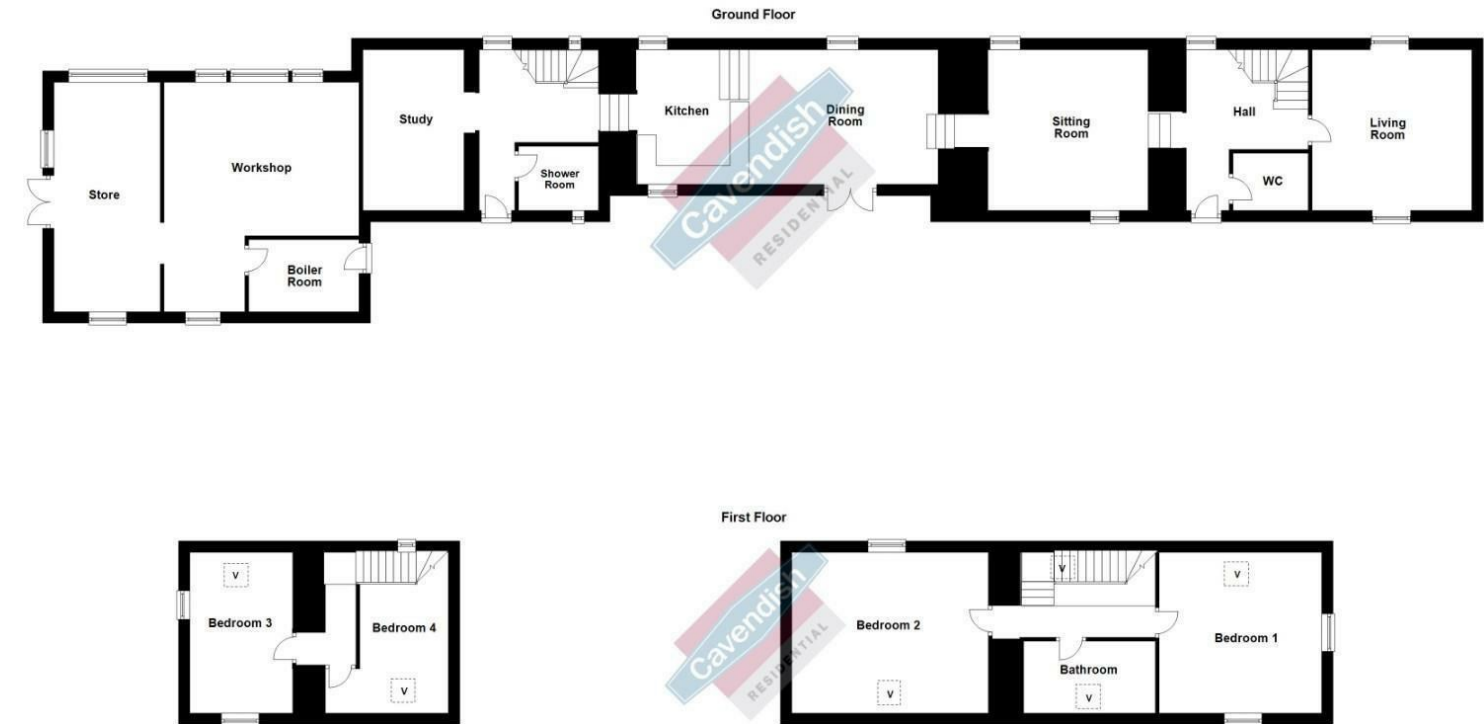 Ground Floor
Study
Kitchen
Dining
Room
Sitting
Room
Hall
Living
Room
Workshop
Store
Shower
Room
WC
Boiler
Room
Cavendish
RESIDENTIAL
First Floor
V
Bedroom 3
Bedroom 4
V
V
V
Bedroom 2
Bedroom 1
Bathroom
V
V
Cavendish
RESIDENTIAL